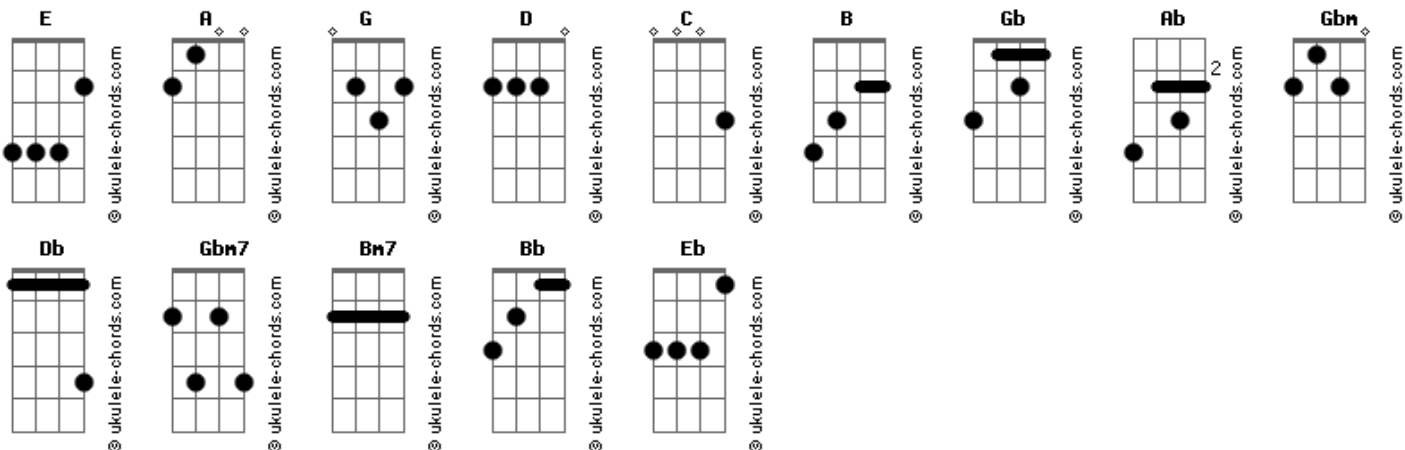 E A G D C B Gb Ab Gbm
2
© ukulele-chords.com © ukulele-chords.com © ukulele-chords.com © ukulele-chords.com © ukulele-chords.com © ukulele-chords.com © ukulele-chords.com © ukulele-chords.com © ukulele-chords.com
Db Gbm7 Bm7 Bb Eb
© ukulele-chords.com © ukulele-chords.com © ukulele-chords.com © ukulele-chords.com © ukulele-chords.com